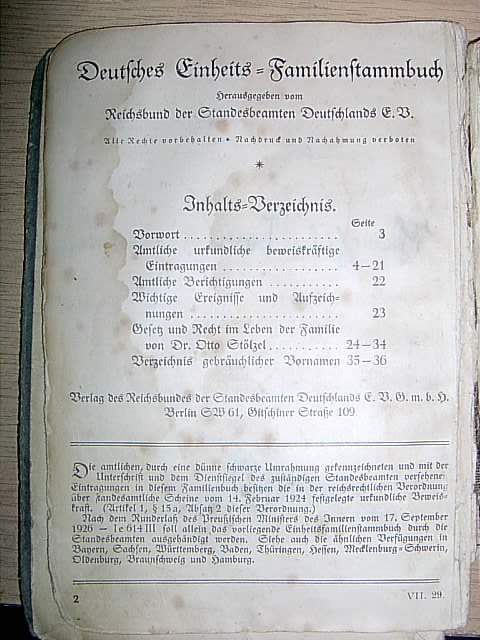 Deutsches Einheits-Familienstammbuch
Herausgegeben vom
Reichsbund der Standesbeamten Deutschlands E. V.
Alle Rechte vorbehalten • Nachdruck und Nachahmung verboten
*
Inhalts-Verzeichnis.
Seite
Vorwort ...................... 3
Amtliche urkundliche beweiskräftige
Eintragungen ................ 4—21
Amtliche Berichtigungen ........... 22
Wichtige Ereignisse und Aufzeich-
nungen ..................... 23
Gesetz und Recht im Leben der Familie
von Dr. Otto Stölzel .......... 24—34
Verzeichnis gebräuchlicher Vornamen 35—36
Verlag des Reichsbundes der Standesbeamten Deutschlands E. V. G. m. b. H.
Berlin SW 61, Gitschiner Straße 109
Die amtlichen, durch eine dünne schwarze Umrahmung gekennzeichneten und mit der
Unterschrift und dem Dienstsiegel des zuständigen Standesbeamten versehene
Eintragungen in diesem Familienbuch besitzen die in der reichsrechtlichen Verordnung
über standesamtliche Scheine vom 14. Februar 1924 festgelegte urkundliche Beweis-
kraft. (Artikel 1, § 15a, Absatz 2 dieser Verordnung.)
Nach dem Runderlaß des Preußischen Ministers des Innern vom 17. September
1926 — Ie 614 III soll allein das vorliegende Einheitsfamilienstammbuch durch die
Standesbeamten ausgehändigt werden. Siehe auch die ähnlichen Verfügungen in
Bayern, Sachsen, Württemberg, Baden, Thüringen, Hessen, Mecklenburg-Schwerin,
Oldenburg, Braunschweig und Hamburg.
2 VII. 29.